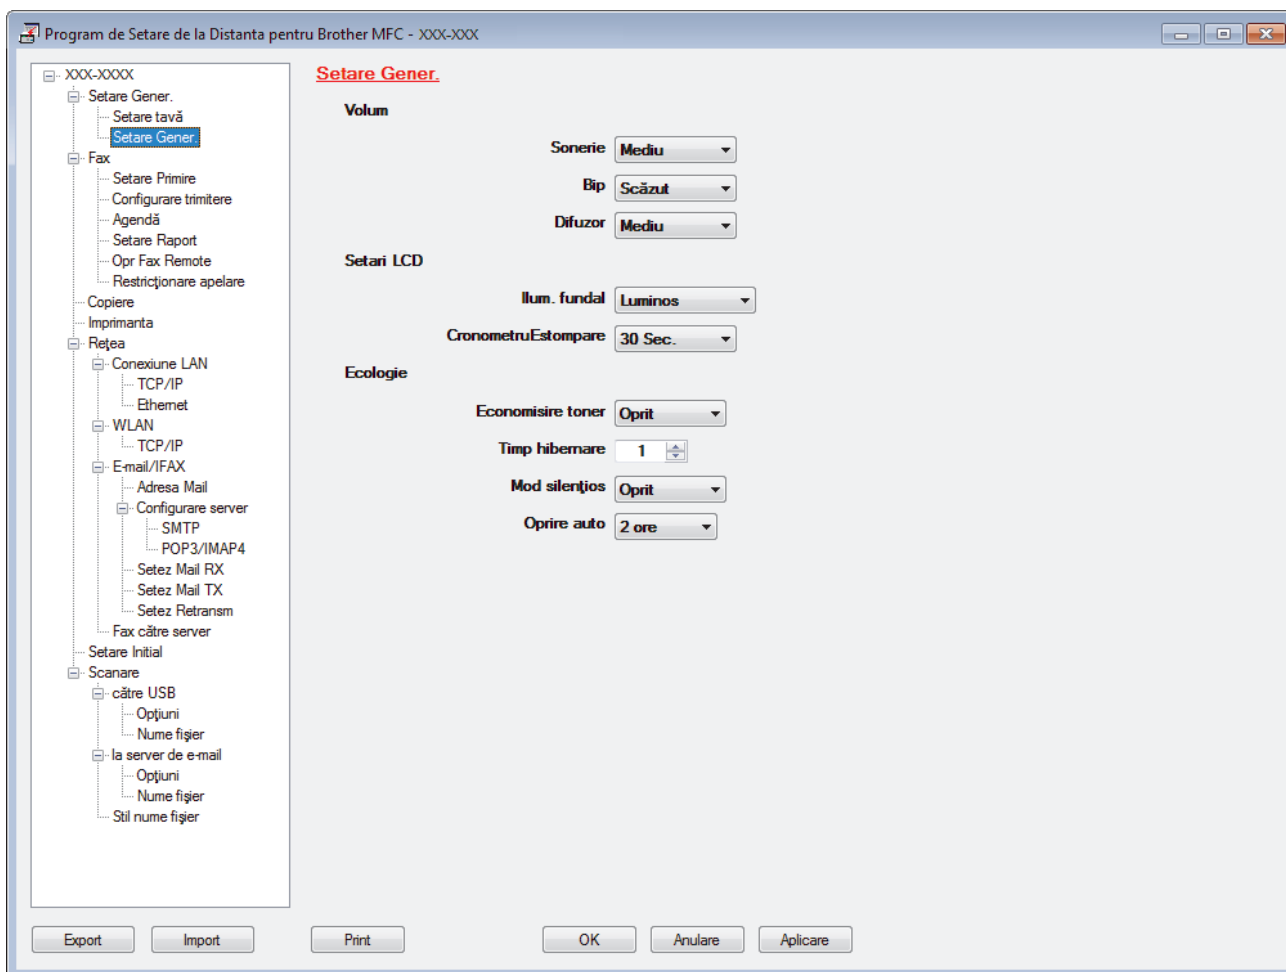 Program de Setare de la Distanta pentru Brother MFC - XXX-XXX
XXX-XXXX
Setare Gener.
Setare tavă
Setare Gener.
Fax
Setare Primire
Configurare trimitere
Agendă
Setare Raport
Opr Fax Remote
Restricţionare apelare
Copiere
Imprimanta
Reţea
Conexiune LAN
TCP/IP
Ethernet
WLAN
TCP/IP
E-mail/IFAX
Adresa Mail
Configurare server
SMTP
POP3/IMAP4
Setez Mail RX
Setez Mail TX
Setez Retransm
Fax către server
Setare Initial
Scanare
către USB
Opţiuni
Nume fişier
la server de e-mail
Opţiuni
Nume fişier
Stil nume fişier
Setare Gener.
Volum
Sonerie Mediu
Bip Scăzut
Difuzor Mediu
Setari LCD
Ilum. fundal Luminos
CronometruEstompare 30 Sec.
Ecologie
Economisire toner Oprit
Timp hibernare 1
Mod silenţios Oprit
Oprire auto 2 ore
Export Import Print OK Anulare Aplicare